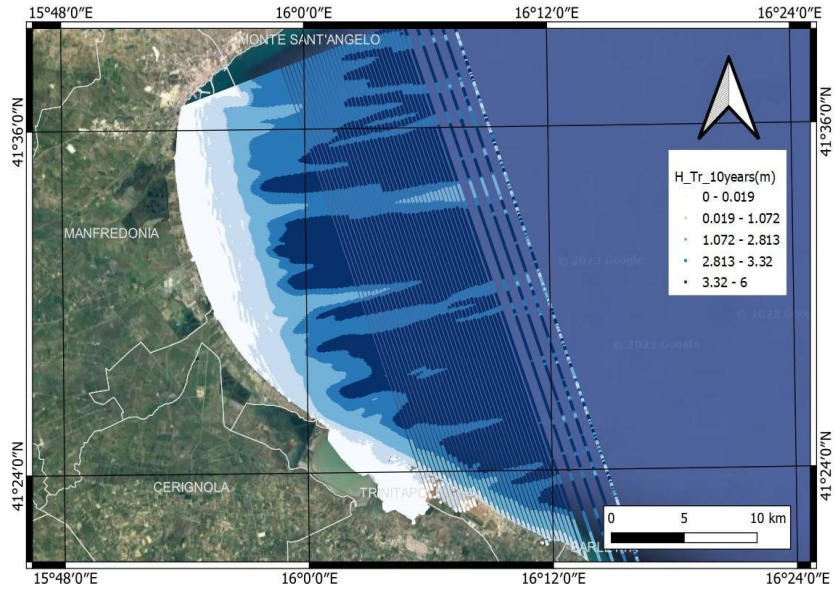 15°48'0"E 16°0'0"E 16°12'0"E 16°24'0"E
MONTE SANT'ANGELO
41°36'0"N 41°36'0"N
H_Tr_10years(m)
0 - 0.019
0.019 - 1.072
1.072 - 2.813
2.813 - 3.32
3.32 - 6
MANFREDONIA
© 2023 Google
© 2023 Google
41°24'0"N 41°24'0"N
CERIGNOLA
0 5 10 km
15°48'0"E 16°0'0"E 16°12'0"E 16°24'0"E